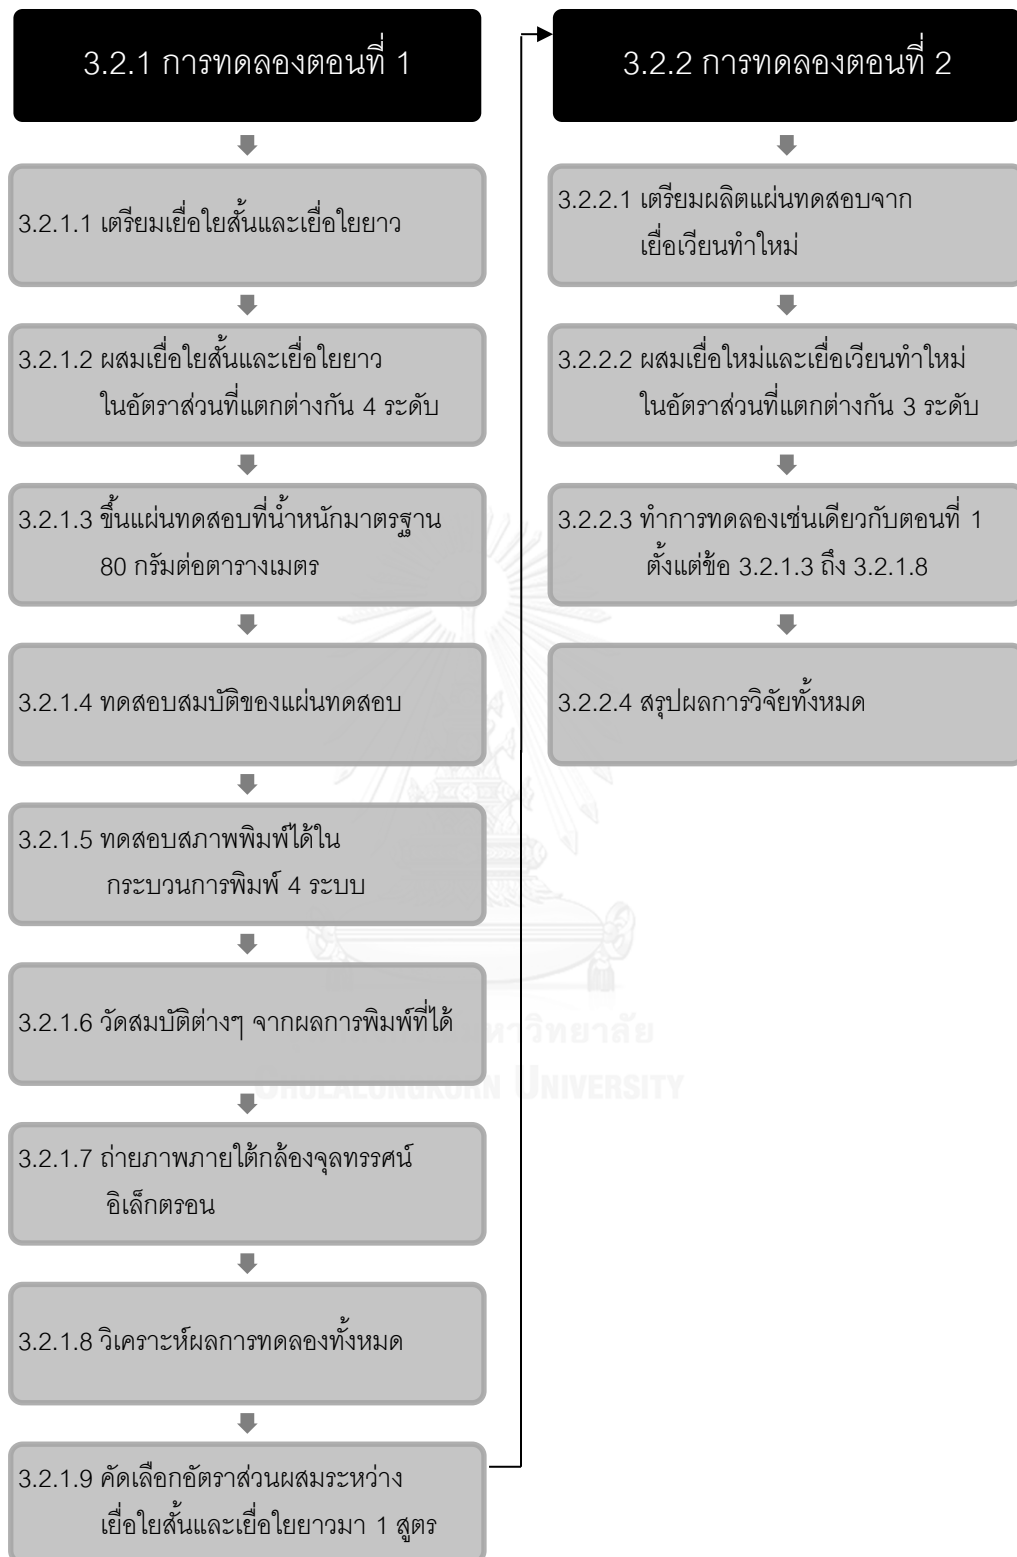 3.2.1 การทดลองตอนที่ 1
3.2.1.1 เตรียมเยื่อใยสั้นและเยื่อใยยาว
3.2.1.2 ผสมเยื่อใยสั้นและเยื่อใยยาว
ในอัตราส่วนที่แตกต่างกัน 4 ระดับ
3.2.1.3 ขึ้นแผ่นทดสอบที่น้ำหนักมาตรฐาน
80 กรัมต่อตารางเมตร
3.2.1.4 ทดสอบสมบัติของแผ่นทดสอบ
3.2.1.5 ทดสอบสภาพพิมพ์ได้ใน
กระบวนการพิมพ์ 4 ระบบ
3.2.1.6 วัดสมบัติต่างๆ จากผลการพิมพ์ที่ได้
3.2.1.7 ถ่ายภาพภายใต้กล้องจุลทรรศน์
อิเล็กตรอน
3.2.1.8 วิเคราะห์ผลการทดลองทั้งหมด
3.2.1.9 คัดเลือกอัตราส่วนผสมระหว่าง
เยื่อใยสั้นและเยื่อใยยาวมา 1 สูตร
3.2.2 การทดลองตอนที่ 2
3.2.2.1 เตรียมผลิตแผ่นทดสอบจาก
เยื่อเวียนทำใหม่
3.2.2.2 ผสมเยื่อใหม่และเยื่อเวียนทำใหม่
ในอัตราส่วนที่แตกต่างกัน 3 ระดับ
3.2.2.3 ทำการทดลองเช่นเดียวกับตอนที่ 1
ตั้งแต่ข้อ 3.2.1.3 ถึง 3.2.1.8
3.2.2.4 สรุปผลการวิจัยทั้งหมด
หาวิทยาลัย
CHULALONGKORN UNIVERSITY